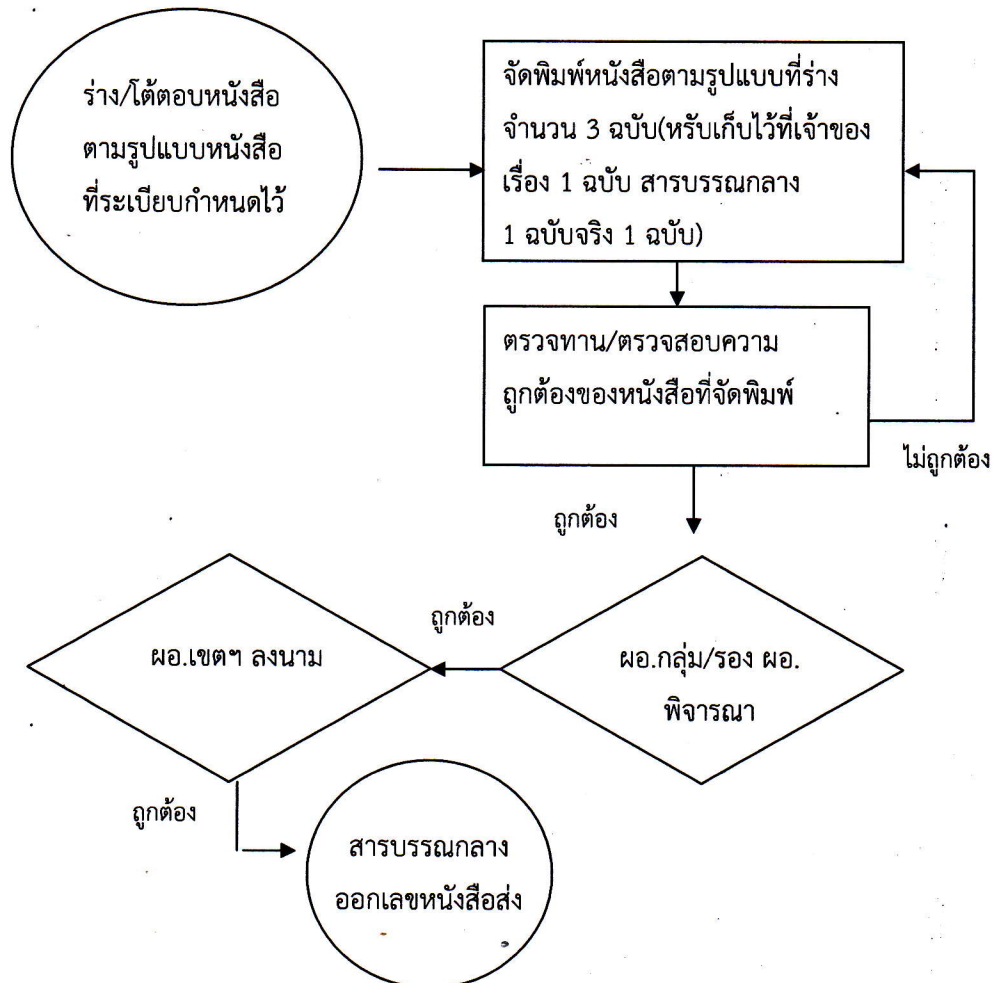 ร่าง/โต้ตอบหนังสือ
ตามรูปแบบหนังสือ
ที่ระเบียบกำหนดไว้
จัดพิมพ์หนังสือตามรูปแบบที่ร่าง
จำนวน 3 ฉบับ(หรับเก็บไว้ที่เจ้าของ
เรื่อง 1 ฉบับ สารบรรณกลาง
1 ฉบับจริง 1 ฉบับ)
ตรวจทาน/ตรวจสอบความ
ถูกต้องของหนังสือที่จัดพิมพ์
ไม่ถูกต้อง
ถูกต้อง
ผอ.กลุ่ม/รอง ผอ.
พิจารณา
ถูกต้อง
ผอ.เขตฯ ลงนาม
ถูกต้อง
สารบรรณกลาง
ออกเลขหนังสือส่ง